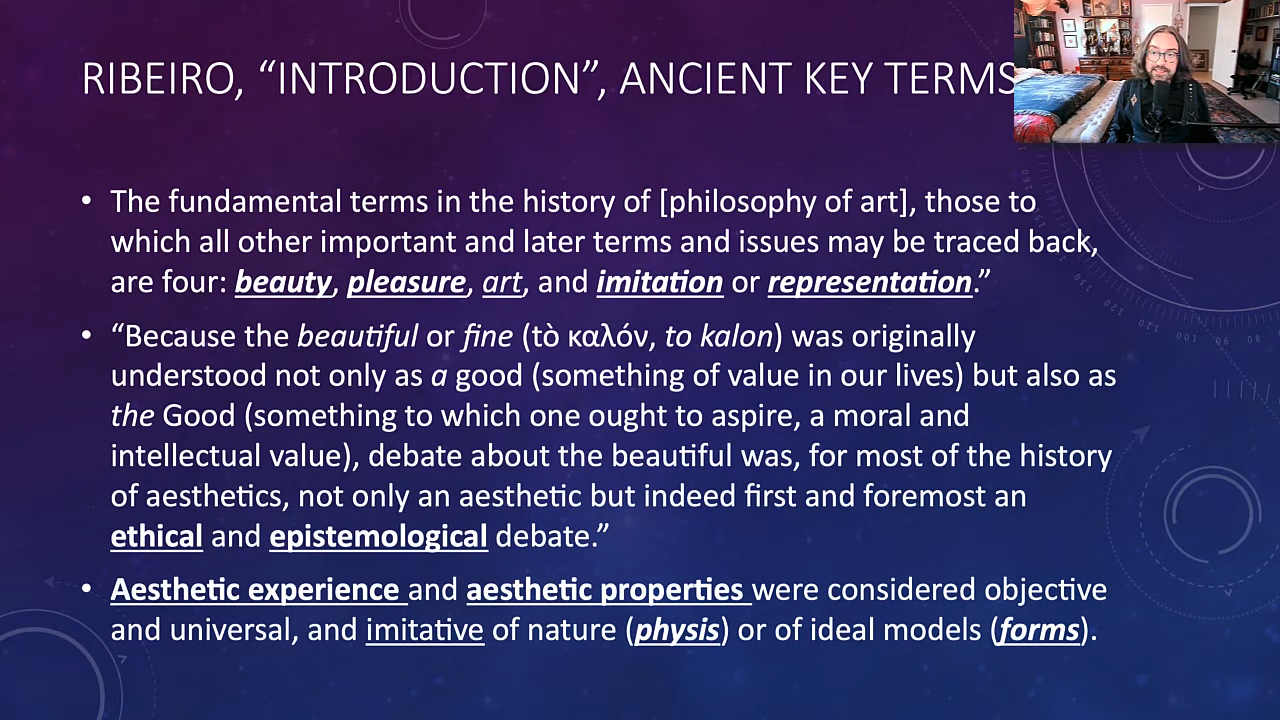 RIBEIRO, “INTRODUCTION”, ANCIENT KEY TERMS
• The fundamental terms in the history of [philosophy of art], those to
which all other important and later terms and issues may be traced back,
are four: beauty, pleasure, art, and imitation or representation.”
• “Because the beautiful or fine (τὸ καλόν, to kalon) was originally
understood not only as a good (something of value in our lives) but also as
the Good (something to which one ought to aspire, a moral and
intellectual value), debate about the beautiful was, for most of the history
of aesthetics, not only an aesthetic but indeed first and foremost an
ethical and epistemological debate.”
• Aesthetic experience and aesthetic properties were considered objective
and universal, and imitative of nature (physis) or of ideal models (forms).